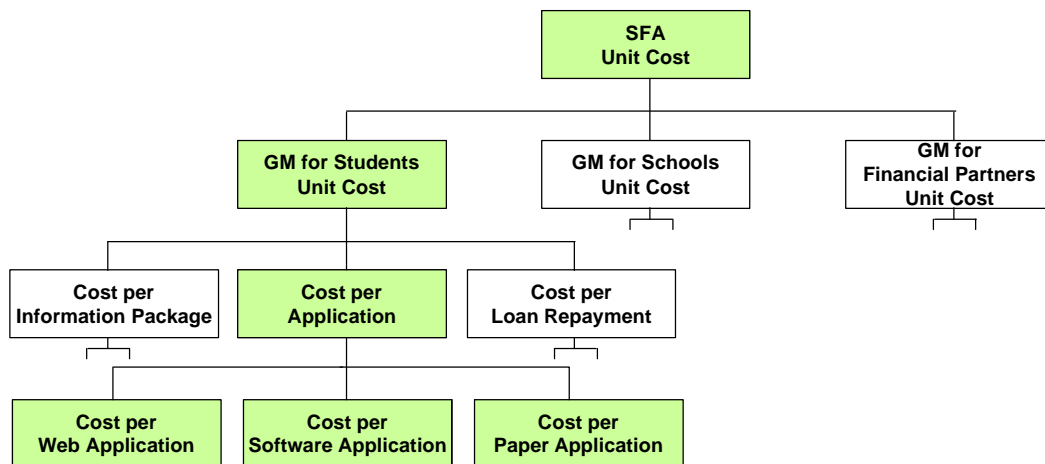 SFA
Unit Cost
GM for Students
Unit Cost
GM for Schools
Unit Cost
GM for
Financial Partners
Unit Cost
Cost per
Information Package
Cost per
Application
Cost per
Loan Repayment
Cost per
Web Application
Cost per
Software Application
Cost per
Paper Application